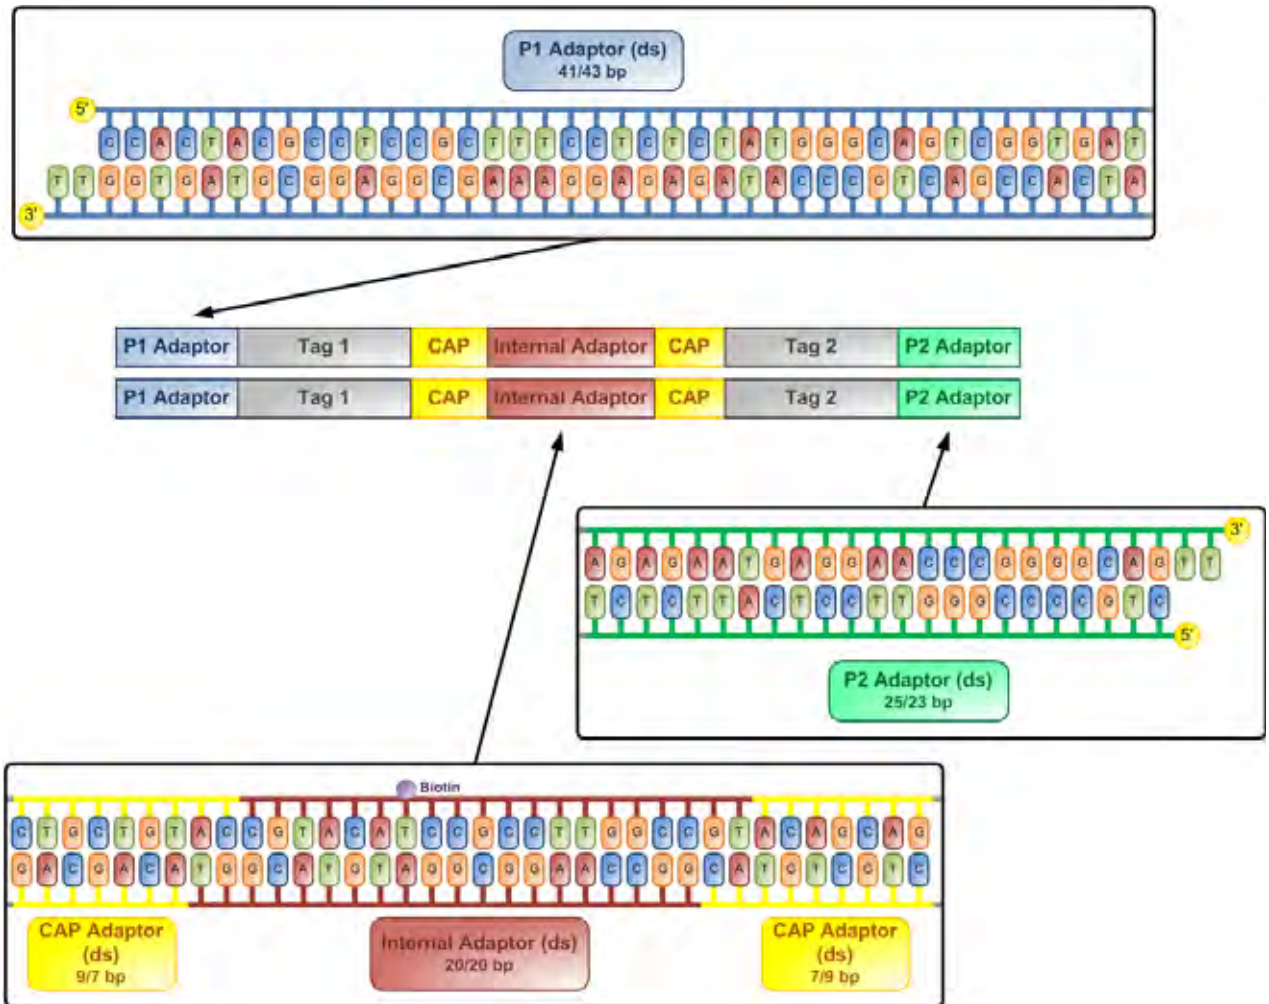 P1 Adaptor (ds)
41/43 bp
5'
C C A C T A C G C C T C C G C T T T C C T C T C T A T G G G C A G T C G G T G A T
T T G G T G A T G C G G A G G C G A A A G G A G A G A T A C C C G T C A G C C A C T A
3'
P1 Adaptor Tag 1 CAP Internal Adaptor CAP Tag 2 P2 Adaptor
P1 Adaptor Tag 1 CAP Internal Adaptor CAP Tag 2 P2 Adaptor
3'
A G A G A A T G A G G A A C C C G G G G C A G T T
T C T C T T A C T C C T T G G G C C C C G T C
5'
P2 Adaptor (ds)
25/23 bp
Biotin
C T G C T G T A C C G T A C A T C C G C C T T G G C C G T A C A G C A G
G A C G A C A T G G C A T G T A G G C G G A A C C G G C A T G T C G T C
CAP Adaptor
(ds)
9/7 bp
Internal Adaptor (ds)
20/20 bp
CAP Adaptor
(ds)
7/9 bp